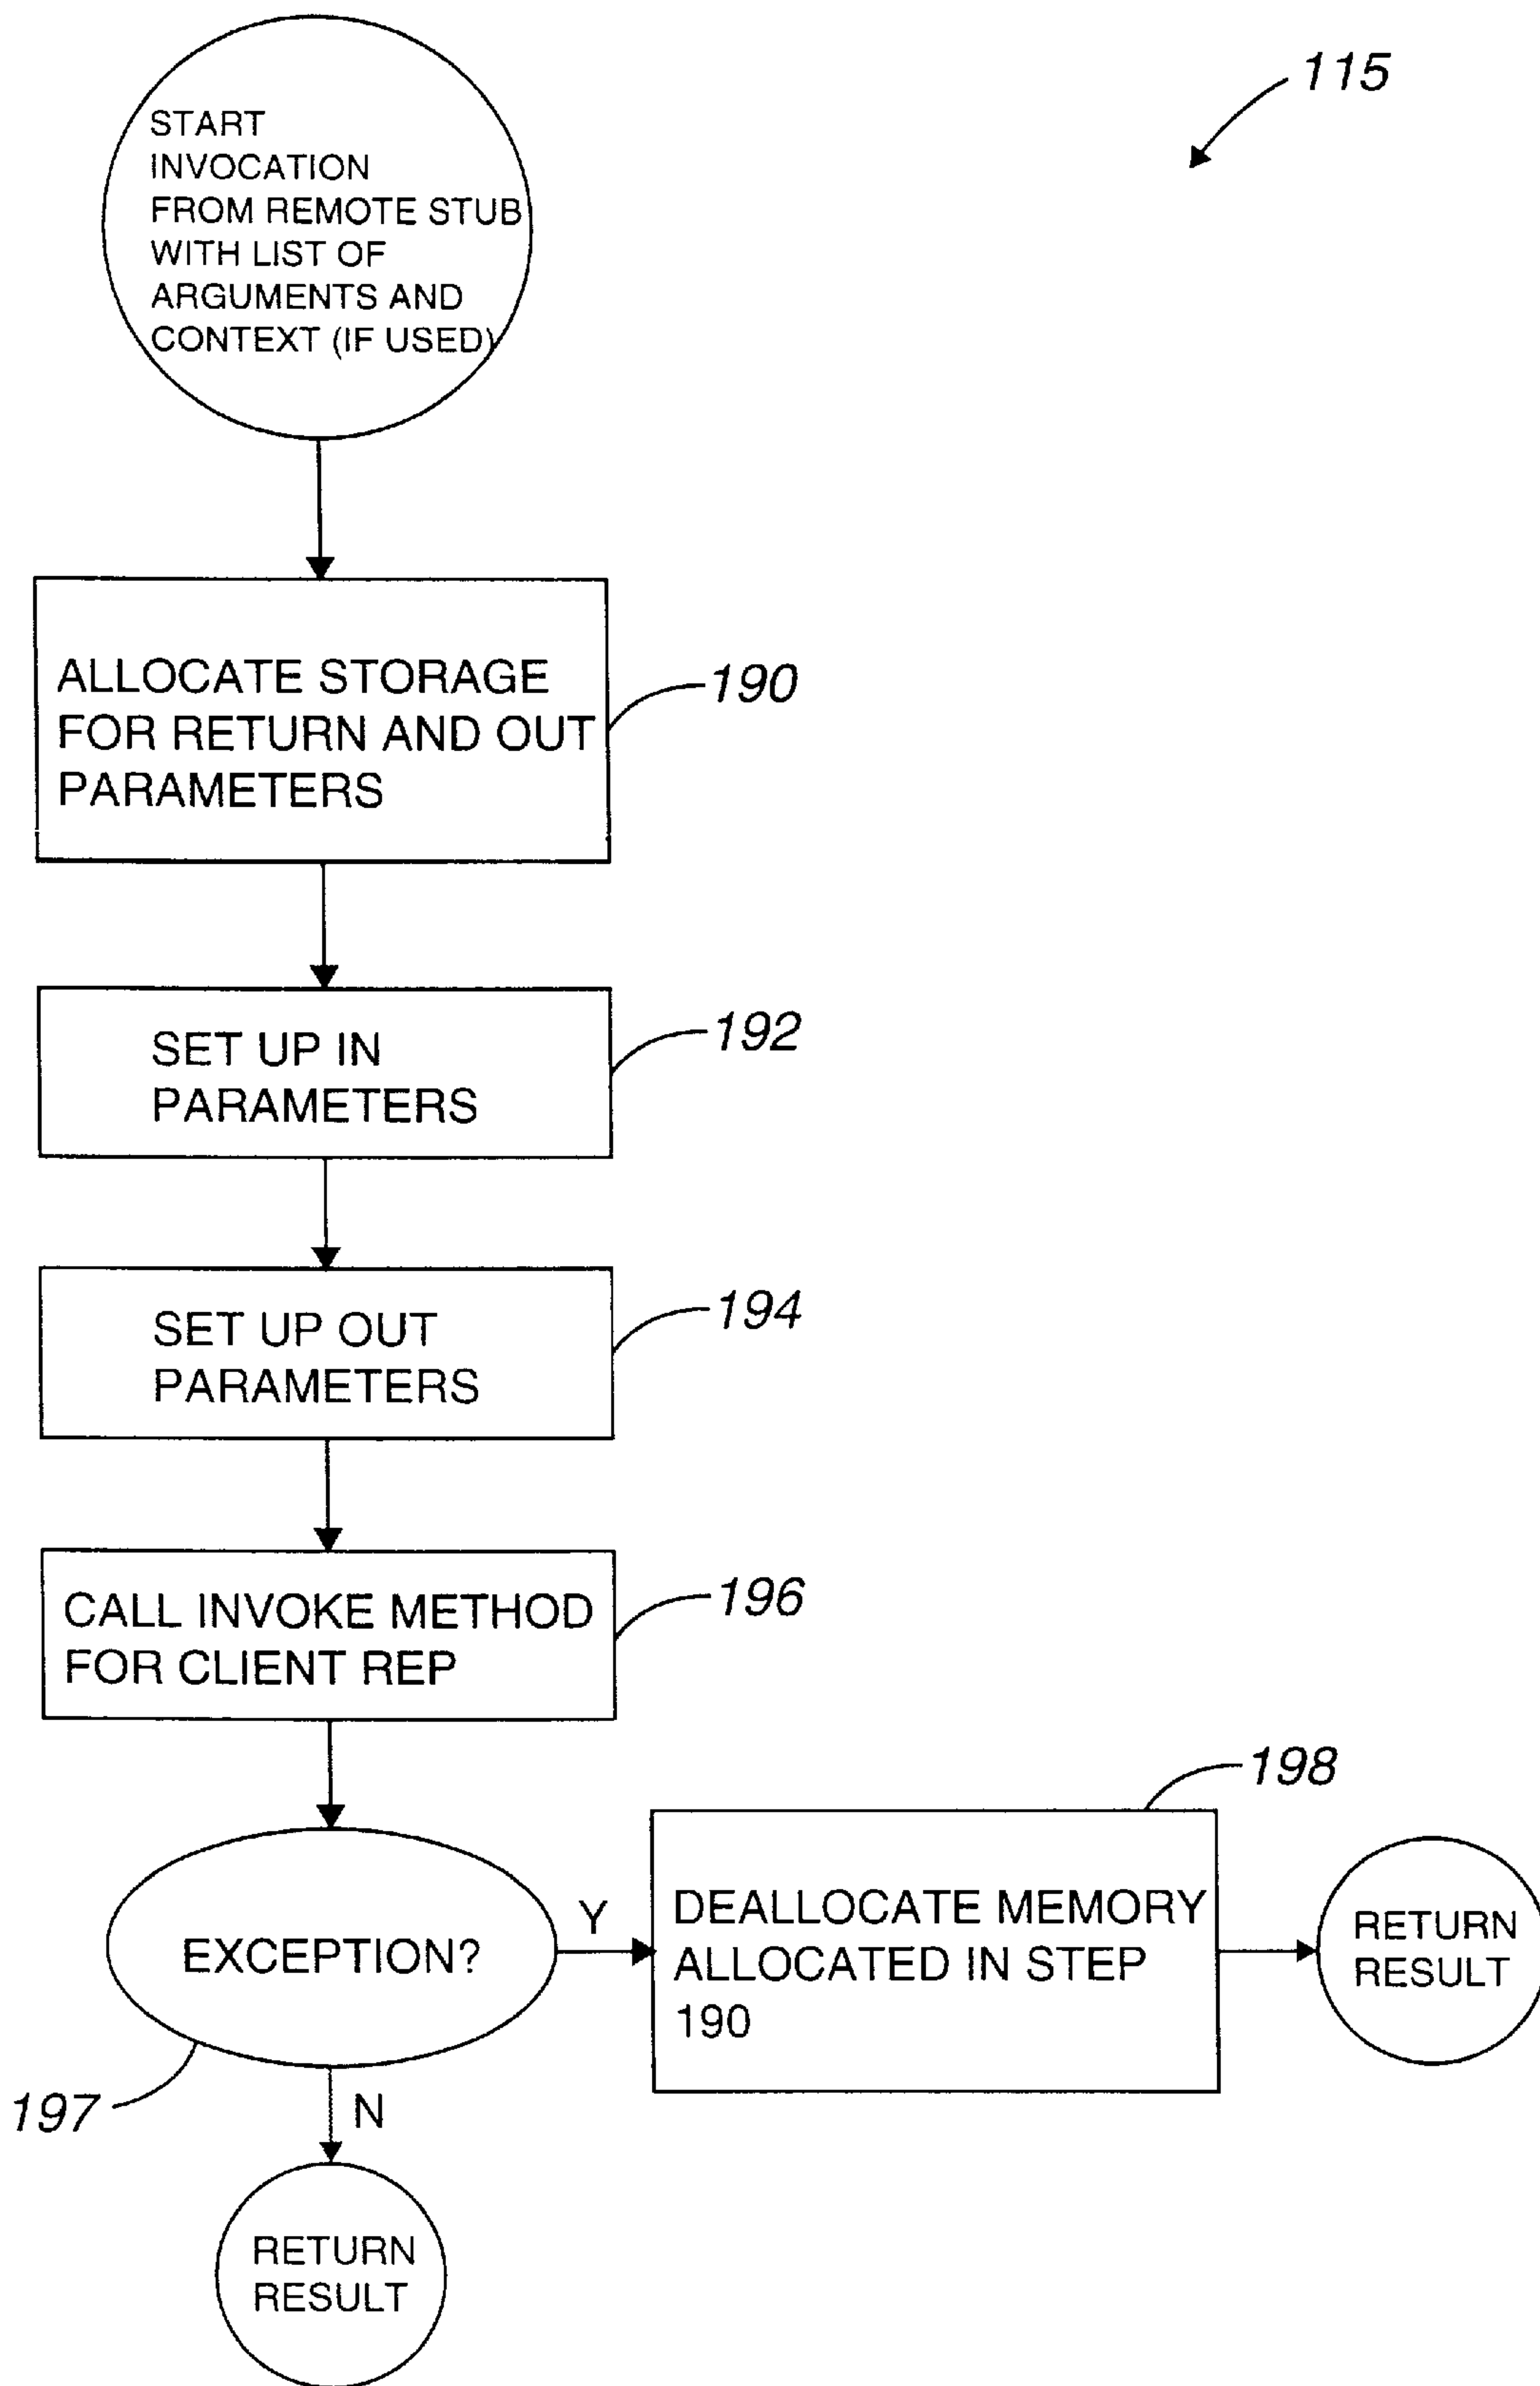 115
START
INVOCATION
FROM REMOTE STUB
WITH LIST OF
ARGUMENTS AND
CONTEXT (IF USED)
ALLOCATE STORAGE
FOR RETURN AND OUT
PARAMETERS
190
SET UP IN
PARAMETERS
192
SET UP OUT
PARAMETERS
194
CALL INVOKE METHOD
FOR CLIENT REP
196
EXCEPTION?
197
Y
DEALLOCATE MEMORY
ALLOCATED IN STEP
190
198
RETURN
RESULT
N
RETURN
RESULT